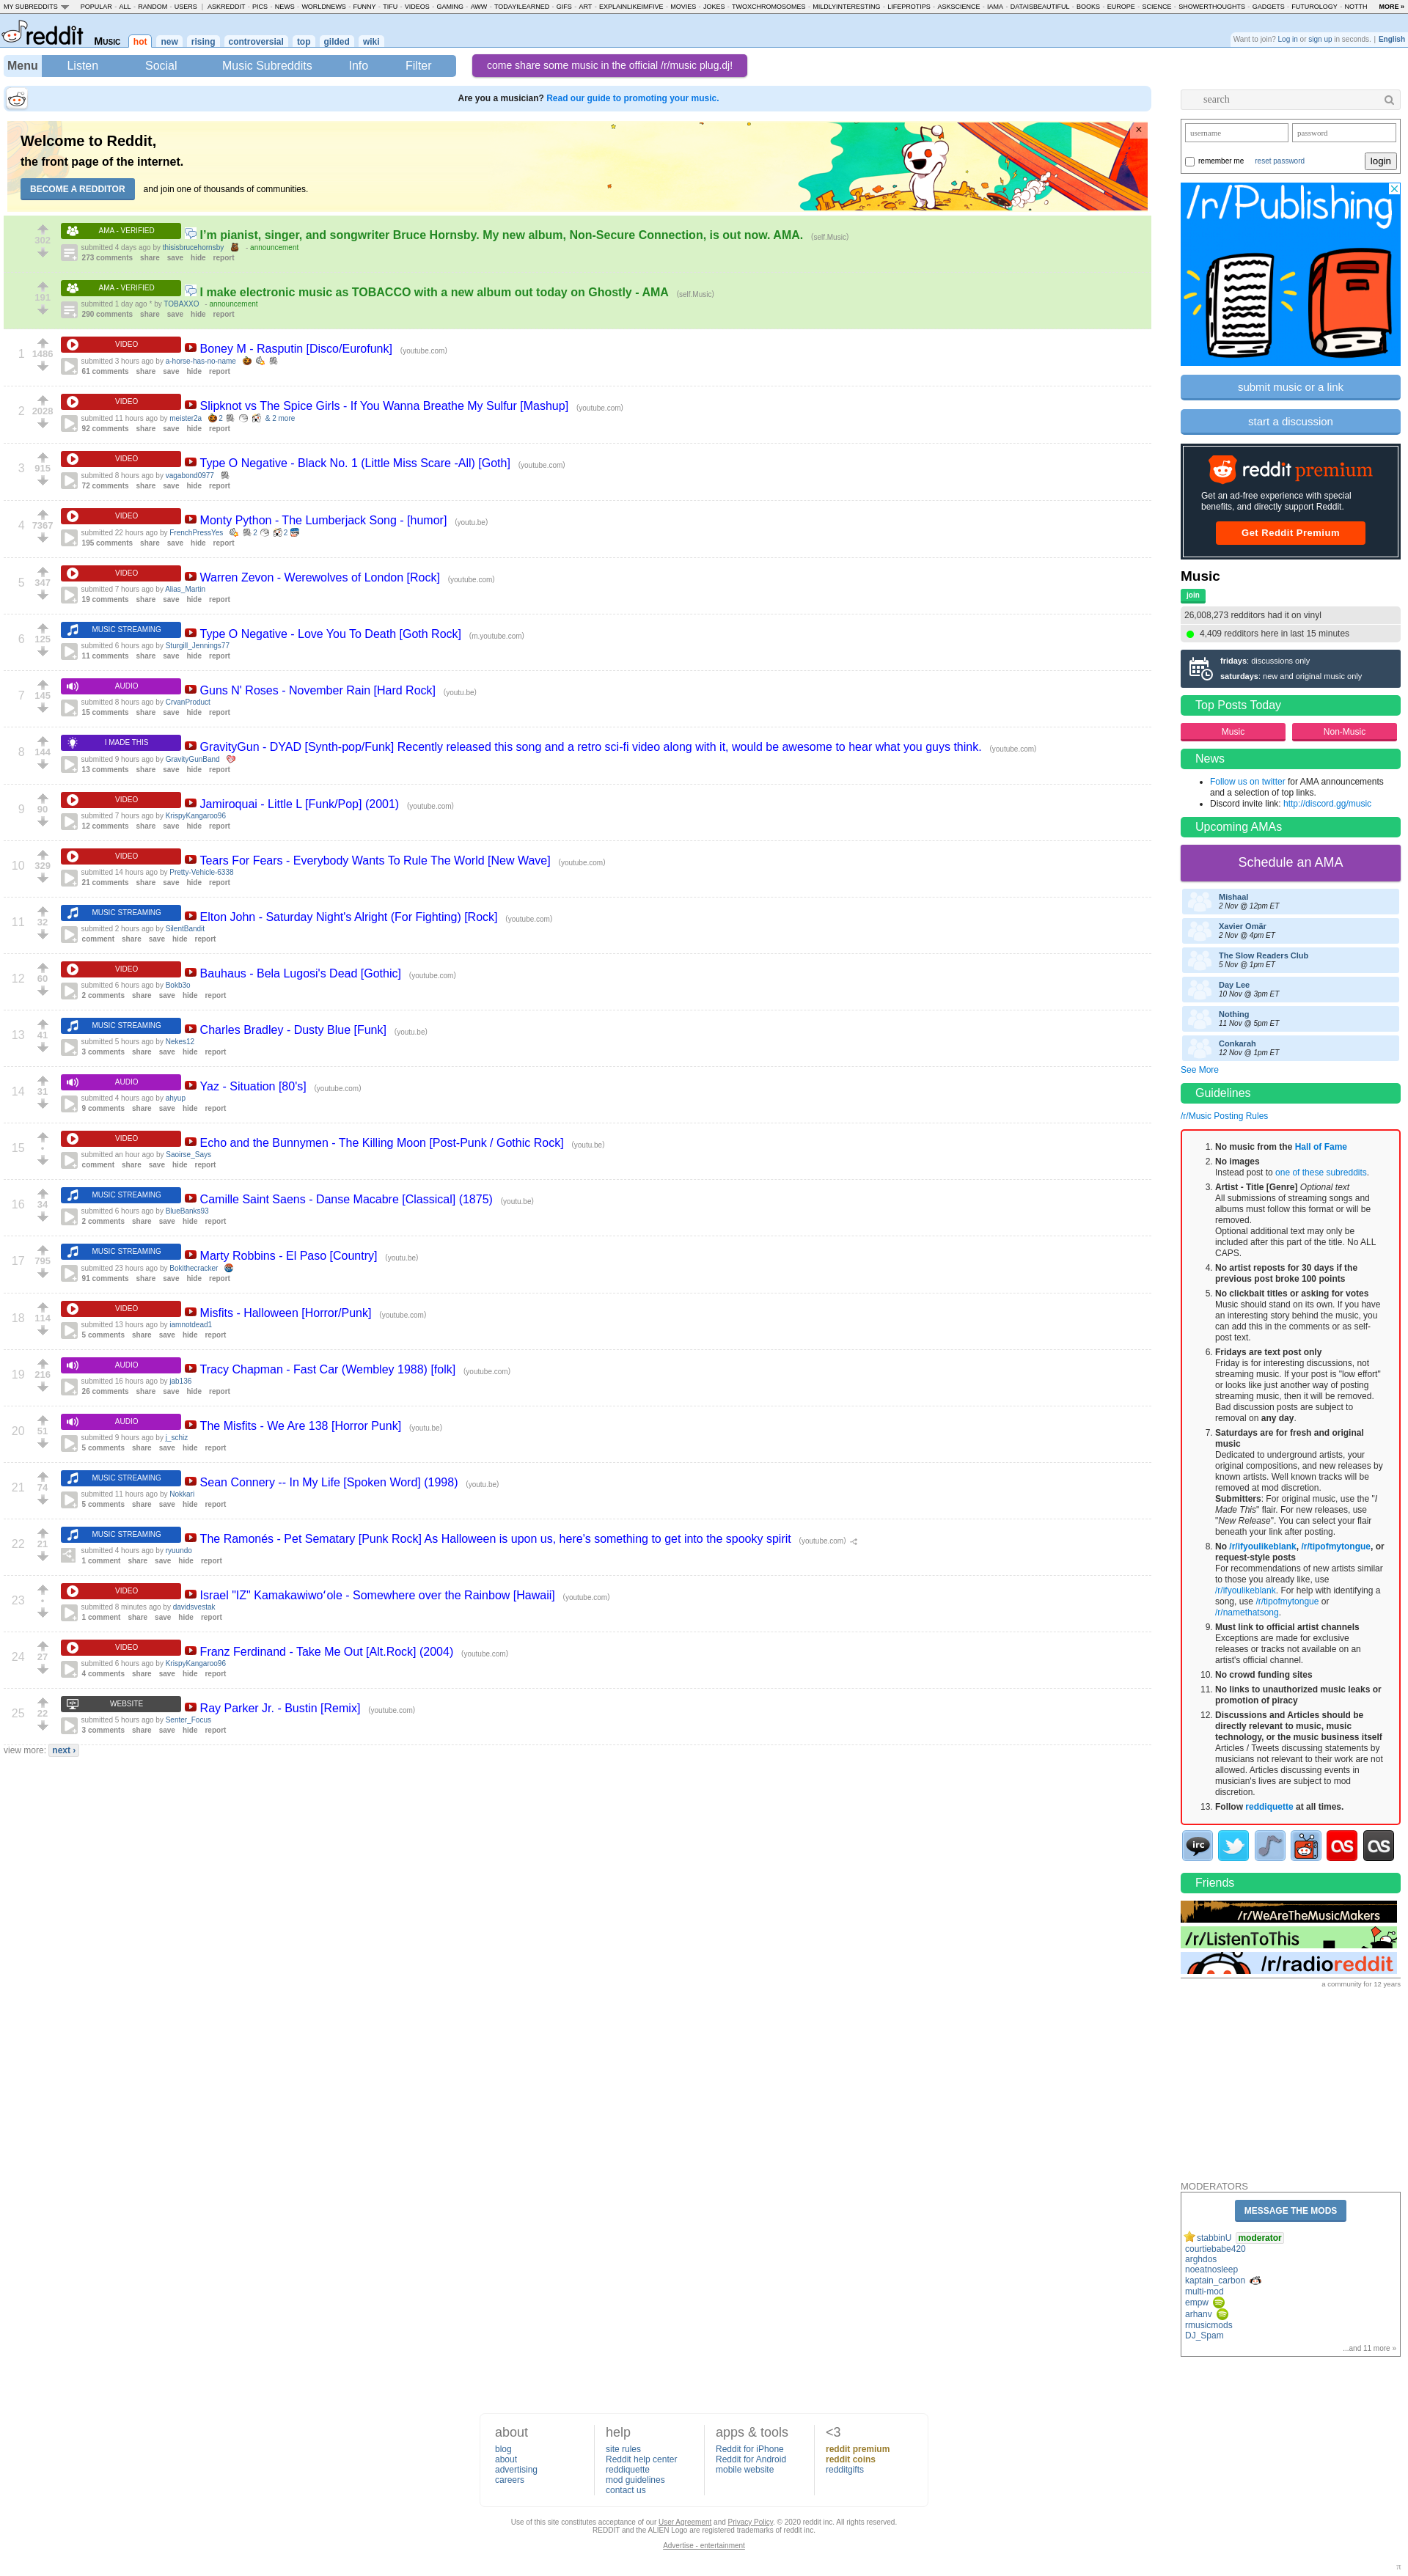 MY SUBREDDITS POPULAR - ALL - RANDOM - USERS | ASKREDDIT - PICS - NEWS - WORLDNEWS - FUNNY - TIFU - VIDEOS - GAMING - AWW - TODAYILEARNED - GIFS - ART - EXPLAINLIKEIMFIVE - MOVIES - JOKES - TWOXCHROMOSOMES - MILDLYINTERESTING - LIFEPROTIPS - ASKSCIENCE - IAMA - DATAISBEAUTIFUL - BOOKS - EUROPE - SCIENCE - SHOWERTHOUGHTS - GADGETS - FUTUROLOGY - NOTTH MORE »
reddit Music hot new rising controversial top gilded wiki
Want to join? Log in or sign up in seconds. | English
Menu Listen Social Music Subreddits Info Filter
come share some music in the official /r/music plug.dj!
Are you a musician? Read our guide to promoting your music.
Welcome to Reddit,
the front page of the internet.
BECOME A REDDITOR and join one of thousands of communities.
×
302
AMA - VERIFIED I'm pianist, singer, and songwriter Bruce Hornsby. My new album, Non-Secure Connection, is out now. AMA. (self.Music)
submitted 4 days ago by thisisbrucehornsby - announcement
273 comments share save hide report
191
AMA - VERIFIED I make electronic music as TOBACCO with a new album out today on Ghostly - AMA (self.Music)
submitted 1 day ago * by TOBAXXO - announcement
290 comments share save hide report
1 1486
VIDEO Boney M - Rasputin [Disco/Eurofunk] (youtube.com)
submitted 3 hours ago by a-horse-has-no-name
61 comments share save hide report
2 2028
VIDEO Slipknot vs The Spice Girls - If You Wanna Breathe My Sulfur [Mashup] (youtube.com)
submitted 11 hours ago by meister2a 2 & 2 more
92 comments share save hide report
3 915
VIDEO Type O Negative - Black No. 1 (Little Miss Scare -All) [Goth] (youtube.com)
submitted 8 hours ago by vagabond0977
72 comments share save hide report
4 7367
VIDEO Monty Python - The Lumberjack Song - [humor] (youtu.be)
submitted 22 hours ago by FrenchPressYes 2 2
195 comments share save hide report
5 347
VIDEO Warren Zevon - Werewolves of London [Rock] (youtube.com)
submitted 7 hours ago by Alias_Martin
19 comments share save hide report
6 125
MUSIC STREAMING Type O Negative - Love You To Death [Goth Rock] (m.youtube.com)
submitted 6 hours ago by Sturgill_Jennings77
11 comments share save hide report
7 145
AUDIO Guns N' Roses - November Rain [Hard Rock] (youtu.be)
submitted 8 hours ago by CrvanProduct
15 comments share save hide report
8 144
I MADE THIS GravityGun - DYAD [Synth-pop/Funk] Recently released this song and a retro sci-fi video along with it, would be awesome to hear what you guys think. (youtube.com)
submitted 9 hours ago by GravityGunBand
13 comments share save hide report
9 90
VIDEO Jamiroquai - Little L [Funk/Pop] (2001) (youtube.com)
submitted 7 hours ago by KrispyKangaroo96
12 comments share save hide report
10 329
VIDEO Tears For Fears - Everybody Wants To Rule The World [New Wave] (youtube.com)
submitted 14 hours ago by Pretty-Vehicle-6338
21 comments share save hide report
11 32
MUSIC STREAMING Elton John - Saturday Night's Alright (For Fighting) [Rock] (youtube.com)
submitted 2 hours ago by SilentBandit
comment share save hide report
12 60
VIDEO Bauhaus - Bela Lugosi's Dead [Gothic] (youtube.com)
submitted 6 hours ago by Bokb3o
2 comments share save hide report
13 41
MUSIC STREAMING Charles Bradley - Dusty Blue [Funk] (youtu.be)
submitted 5 hours ago by Nekes12
3 comments share save hide report
14 31
AUDIO Yaz - Situation [80's] (youtube.com)
submitted 4 hours ago by ahyup
9 comments share save hide report
15 •
VIDEO Echo and the Bunnymen - The Killing Moon [Post-Punk / Gothic Rock] (youtu.be)
submitted an hour ago by Saoirse_Says
comment share save hide report
16 34
MUSIC STREAMING Camille Saint Saens - Danse Macabre [Classical] (1875) (youtu.be)
submitted 6 hours ago by BlueBanks93
2 comments share save hide report
17 795
MUSIC STREAMING Marty Robbins - El Paso [Country] (youtu.be)
submitted 23 hours ago by Bokithecracker
91 comments share save hide report
18 114
VIDEO Misfits - Halloween [Horror/Punk] (youtube.com)
submitted 13 hours ago by iamnotdead1
5 comments share save hide report
19 216
AUDIO Tracy Chapman - Fast Car (Wembley 1988) [folk] (youtube.com)
submitted 16 hours ago by jab136
26 comments share save hide report
20 51
AUDIO The Misfits - We Are 138 [Horror Punk] (youtu.be)
submitted 9 hours ago by j_schiz
5 comments share save hide report
21 74
MUSIC STREAMING Sean Connery -- In My Life [Spoken Word] (1998) (youtu.be)
submitted 11 hours ago by Nokkari
5 comments share save hide report
22 21
MUSIC STREAMING The Ramonés - Pet Sematary [Punk Rock] As Halloween is upon us, here's something to get into the spooky spirit (youtube.com)
submitted 4 hours ago by ryuundo
1 comment share save hide report
23 •
VIDEO Israel "IZ" Kamakawiwoʻole - Somewhere over the Rainbow [Hawaii] (youtube.com)
submitted 8 minutes ago by davidsvestak
1 comment share save hide report
24 27
VIDEO Franz Ferdinand - Take Me Out [Alt.Rock] (2004) (youtube.com)
submitted 6 hours ago by KrispyKangaroo96
4 comments share save hide report
25 22
WEBSITE Ray Parker Jr. - Bustin [Remix] (youtube.com)
submitted 5 hours ago by Senter_Focus
3 comments share save hide report
view more: next ›
search
username password
remember me reset password login
/r/Publishing
submit music or a link
start a discussion
reddit premium
Get an ad-free experience with special
benefits, and directly support Reddit.
Get Reddit Premium
Music
join
26,008,273 redditors had it on vinyl
4,409 redditors here in last 15 minutes
fridays: discussions only
saturdays: new and original music only
Top Posts Today
Music Non-Music
News
Follow us on twitter for AMA announcements
and a selection of top links.
Discord invite link: http://discord.gg/music
Upcoming AMAs
Schedule an AMA
Mishaal
2 Nov @ 12pm ET
Xavier Omär
2 Nov @ 4pm ET
The Slow Readers Club
5 Nov @ 1pm ET
Day Lee
10 Nov @ 3pm ET
Nothing
11 Nov @ 5pm ET
Conkarah
12 Nov @ 1pm ET
See More
Guidelines
/r/Music Posting Rules
1. No music from the Hall of Fame
2. No images
Instead post to one of these subreddits.
3. Artist - Title [Genre] Optional text
All submissions of streaming songs and
albums must follow this format or will be
removed.
Optional additional text may only be
included after this part of the title. No ALL
CAPS.
4. No artist reposts for 30 days if the
previous post broke 100 points
5. No clickbait titles or asking for votes
Music should stand on its own. If you have
an interesting story behind the music, you
can add this in the comments or as self-
post text.
6. Fridays are text post only
Friday is for interesting discussions, not
streaming music. If your post is "low effort"
or looks like just another way of posting
streaming music, then it will be removed.
Bad discussion posts are subject to
removal on any day.
7. Saturdays are for fresh and original
music
Dedicated to underground artists, your
original compositions, and new releases by
known artists. Well known tracks will be
removed at mod discretion.
Submitters: For original music, use the "I
Made This" flair. For new releases, use
"New Release". You can select your flair
beneath your link after posting.
8. No /r/ifyoulikeblank, /r/tipofmytongue, or
request-style posts
For recommendations of new artists similar
to those you already like, use
/r/ifyoulikeblank. For help with identifying a
song, use /r/tipofmytongue or
/r/namethatsong.
9. Must link to official artist channels
Exceptions are made for exclusive
releases or tracks not available on an
artist's official channel.
10. No crowd funding sites
11. No links to unauthorized music leaks or
promotion of piracy
12. Discussions and Articles should be
directly relevant to music, music
technology, or the music business itself
Articles / Tweets discussing statements by
musicians not relevant to their work are not
allowed. Articles discussing events in
musician's lives are subject to mod
discretion.
13. Follow reddiquette at all times.
irc
Friends
/r/WeAreTheMusicMakers
/r/ListenToThis
/r/radioreddit
a community for 12 years
MODERATORS
MESSAGE THE MODS
stabbinU moderator
courtiebabe420
arghdos
noeatnosleep
kaptain_carbon
multi-mod
empw
arhanv
rmusicmods
DJ_Spam
...and 11 more »
about
blog
about
advertising
careers
help
site rules
Reddit help center
reddiquette
mod guidelines
contact us
apps & tools
Reddit for iPhone
Reddit for Android
mobile website
<3
reddit premium
reddit coins
redditgifts
Use of this site constitutes acceptance of our User Agreement and Privacy Policy. © 2020 reddit inc. All rights reserved.
REDDIT and the ALIEN Logo are registered trademarks of reddit inc.
Advertise - entertainment
π